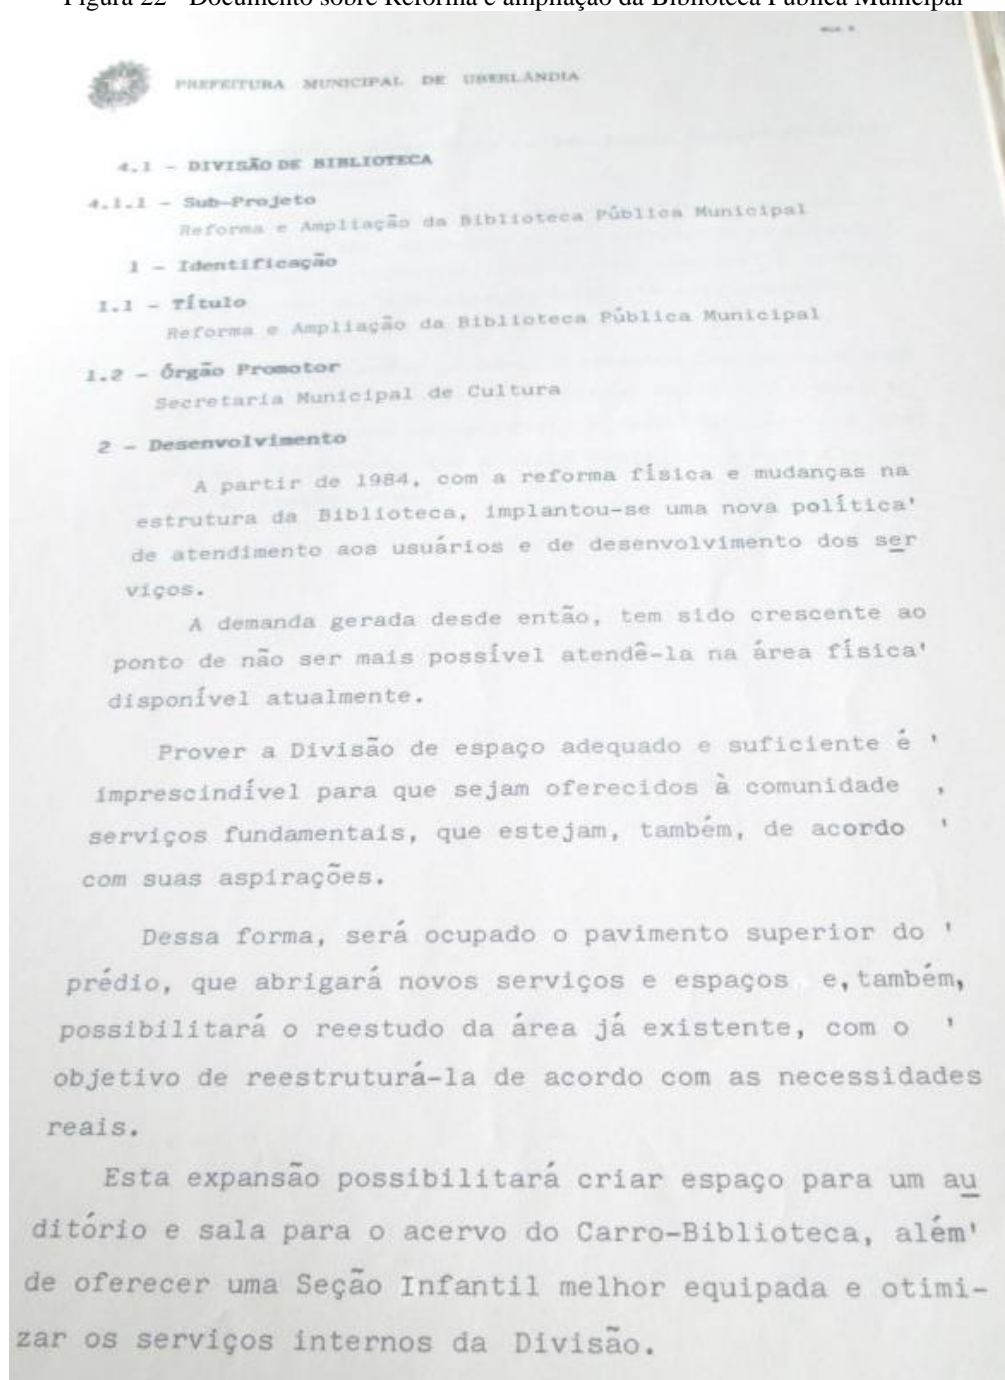 Figura 22 - Documento sobre Reforma e ampliação da Biblioteca Pública Municipal
PREFEITURA MUNICIPAL DE UBERLÂNDIA
4.1 - DIVISÃO DE BIBLIOTECA
4.1.1 - Sub-Projeto
Reforma e Ampliação da Biblioteca Pública Municipal
1 - Identificação
1.1 - Título
Reforma e Ampliação da Biblioteca Pública Municipal
1.2 - Órgão Promotor
Secretaria Municipal de Cultura
2 - Desenvolvimento
A partir de 1984, com a reforma física e mudanças na
estrutura da Biblioteca, implantou-se uma nova política'
de atendimento aos usuários e de desenvolvimento dos ser
viços.
A demanda gerada desde então, tem sido crescente ao
ponto de não ser mais possível atendê-la na área física'
disponível atualmente.
Prover a Divisão de espaço adequado e suficiente é '
imprescindível para que sejam oferecidos à comunidade ,
serviços fundamentais, que estejam, também, de acordo '
com suas aspirações.
Dessa forma, será ocupado o pavimento superior do '
prédio, que abrigará novos serviços e espaços e, também,
possibilitará o reestudo da área já existente, com o '
objetivo de reestruturá-la de acordo com as necessidades
reais.
Esta expansão possibilitará criar espaço para um au
ditório e sala para o acervo do Carro-Biblioteca, além'
de oferecer uma Seção Infantil melhor equipada e otimi-
zar os serviços internos da Divisão.